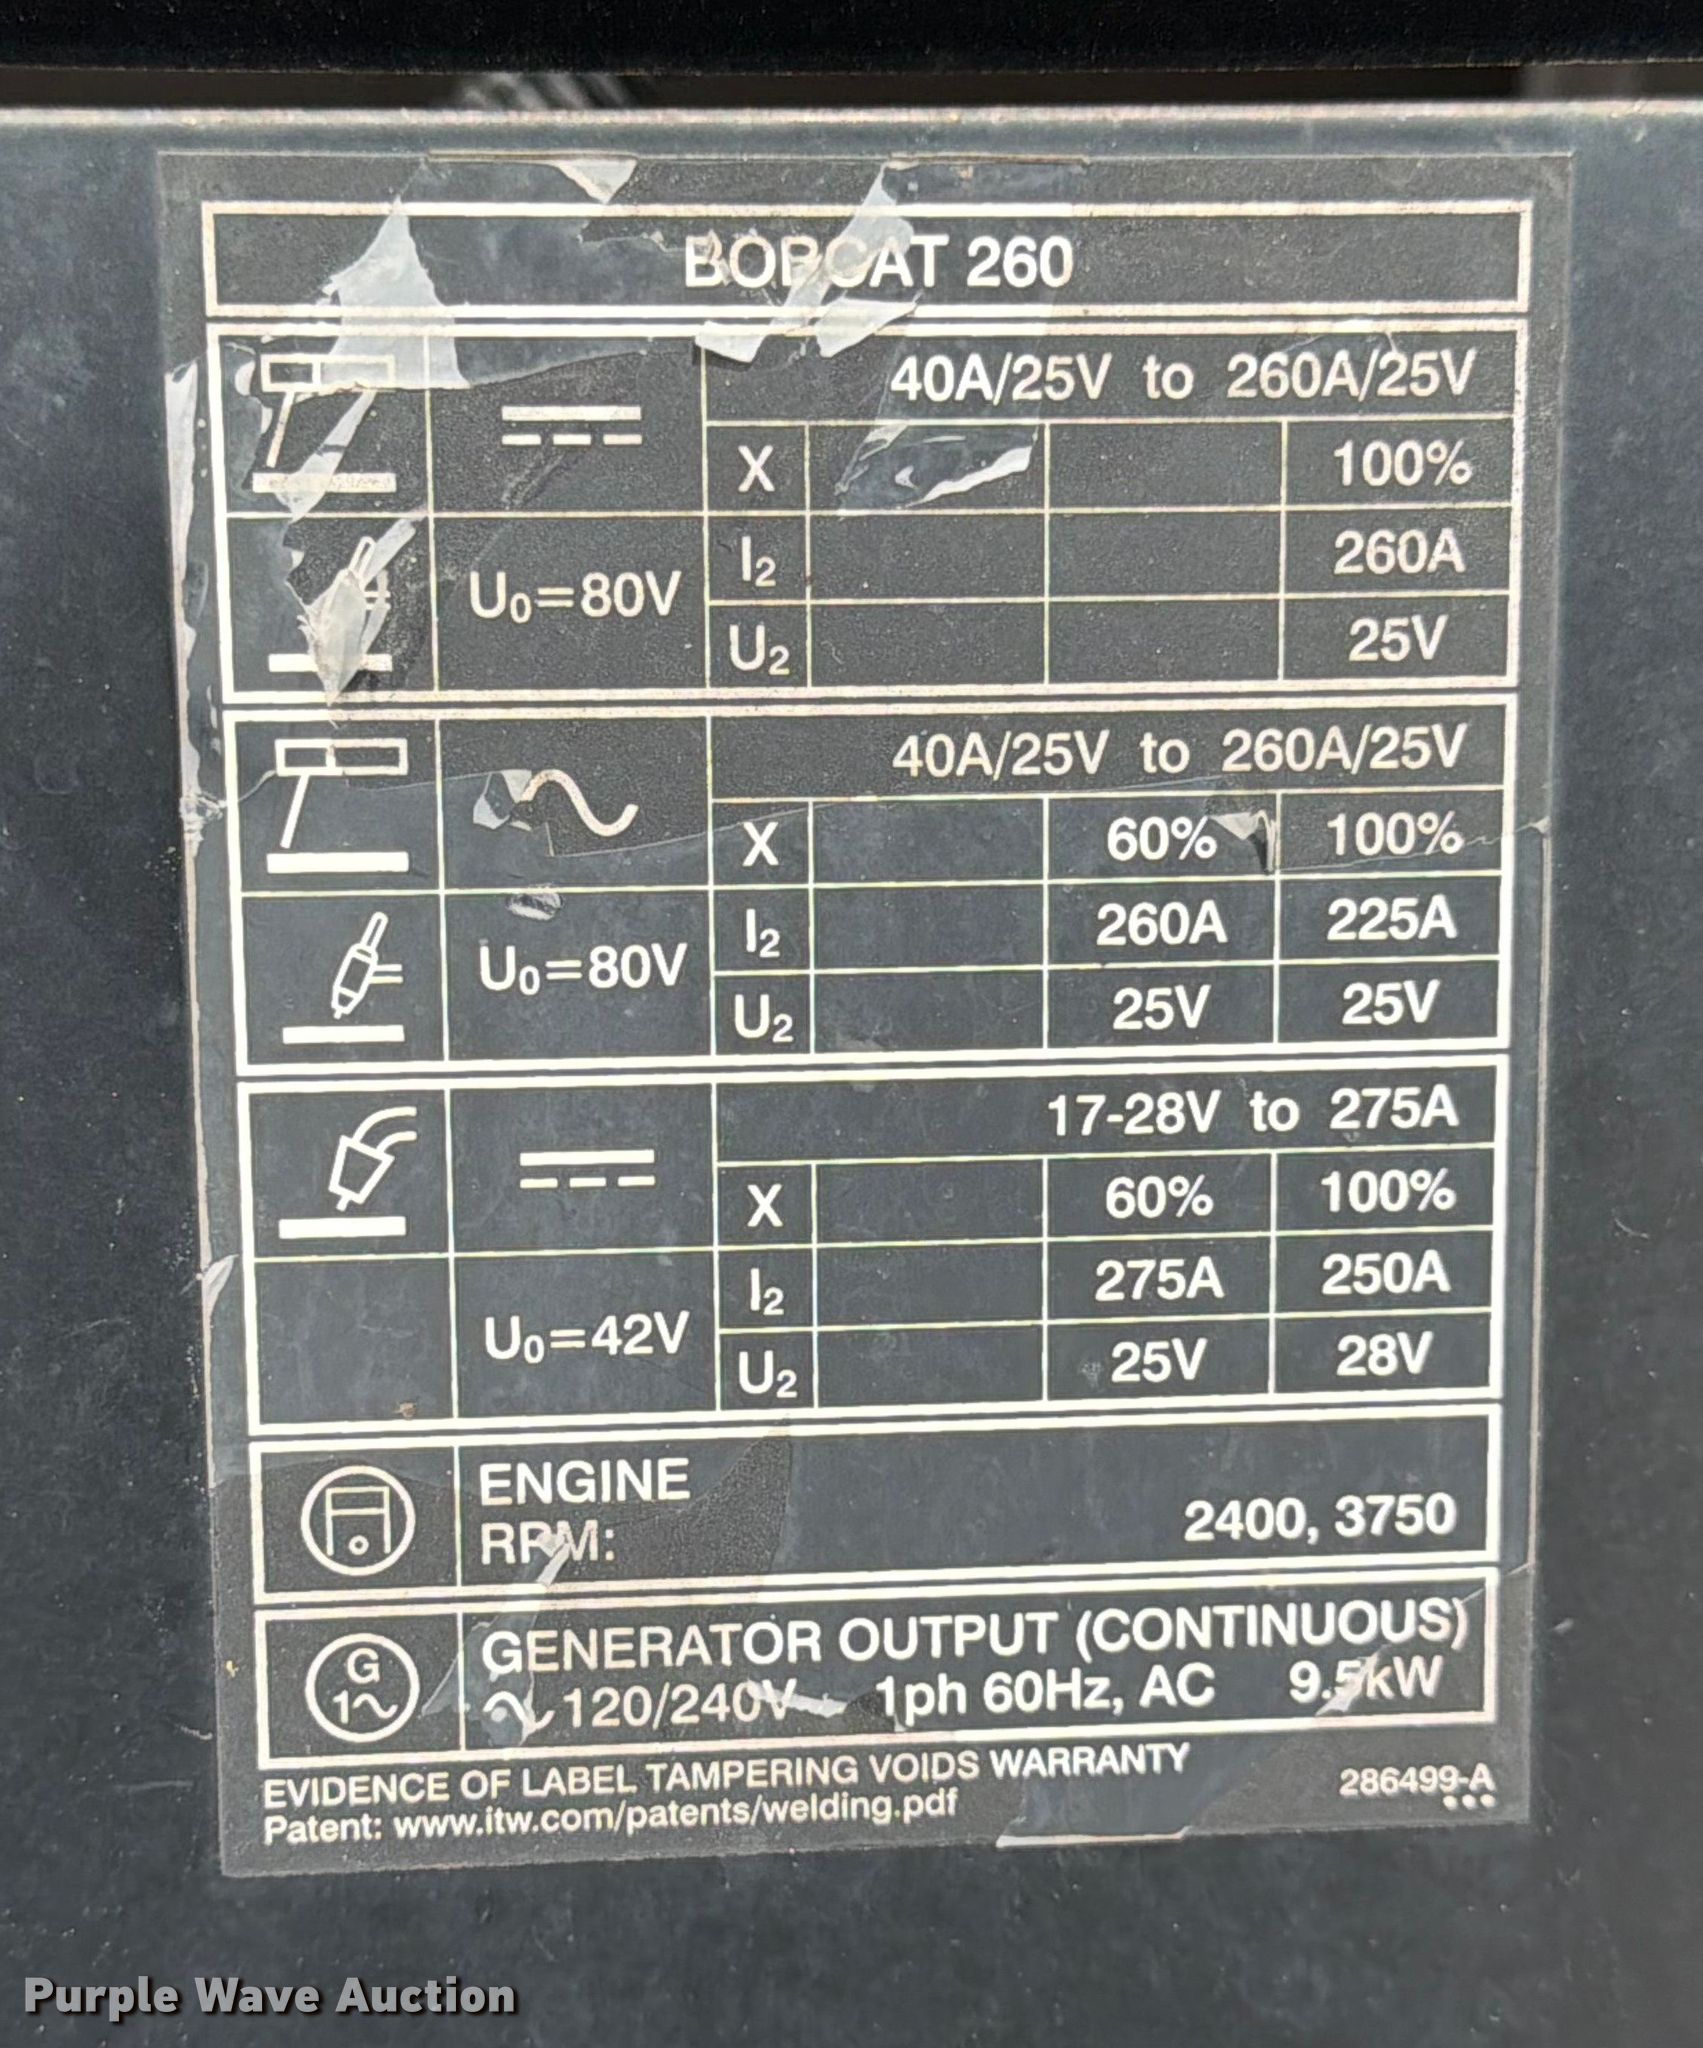 BOBCAT 260
40A/25V to 260A/25V
X 100%
I2 260A
U0=80V
U2 25V
40A/25V to 260A/25V
X 60% 100%
I2 260A 225A
U0=80V
U2 25V 25V
17-28V to 275A
X 60% 100%
I2 275A 250A
U0=42V
U2 25V 28V
ENGINE
RPM: 2400, 3750
G
1
GENERATOR OUTPUT (CONTINUOUS)
120/240V 1ph 60Hz, AC 9.5kW
EVIDENCE OF LABEL TAMPERING VOIDS WARRANTY
286499-A
Patent: www.itw.com/patents/welding.pdf
Purple Wave Auction